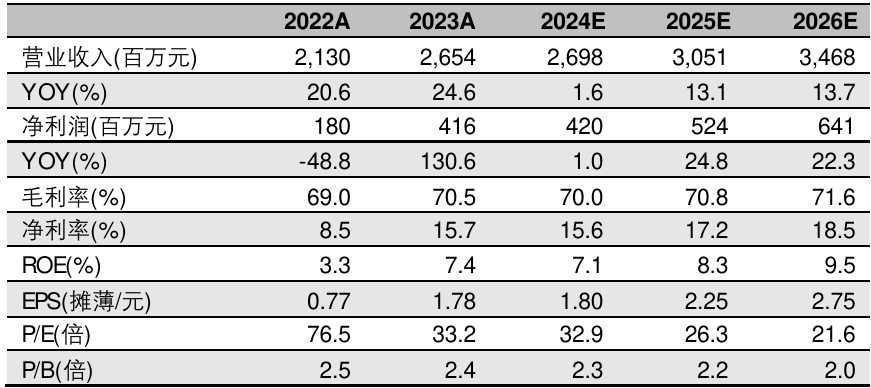 2022A 2023A 2024E 2025E 2026E
营业收入(百万元) 2,130 2,654 2,698 3,051 3,468
YOY(%) 20.6 24.6 1.6 13.1 13.7
净利润(百万元) 180 416 420 524 641
YOY(%) -48.8 130.6 1.0 24.8 22.3
毛利率(%) 69.0 70.5 70.0 70.8 71.6
净利率(%) 8.5 15.7 15.6 17.2 18.5
ROE(%) 3.3 7.4 7.1 8.3 9.5
EPS(摊薄/元) 0.77 1.78 1.80 2.25 2.75
P/E(倍) 76.5 33.2 32.9 26.3 21.6
P/B(倍) 2.5 2.4 2.3 2.2 2.0